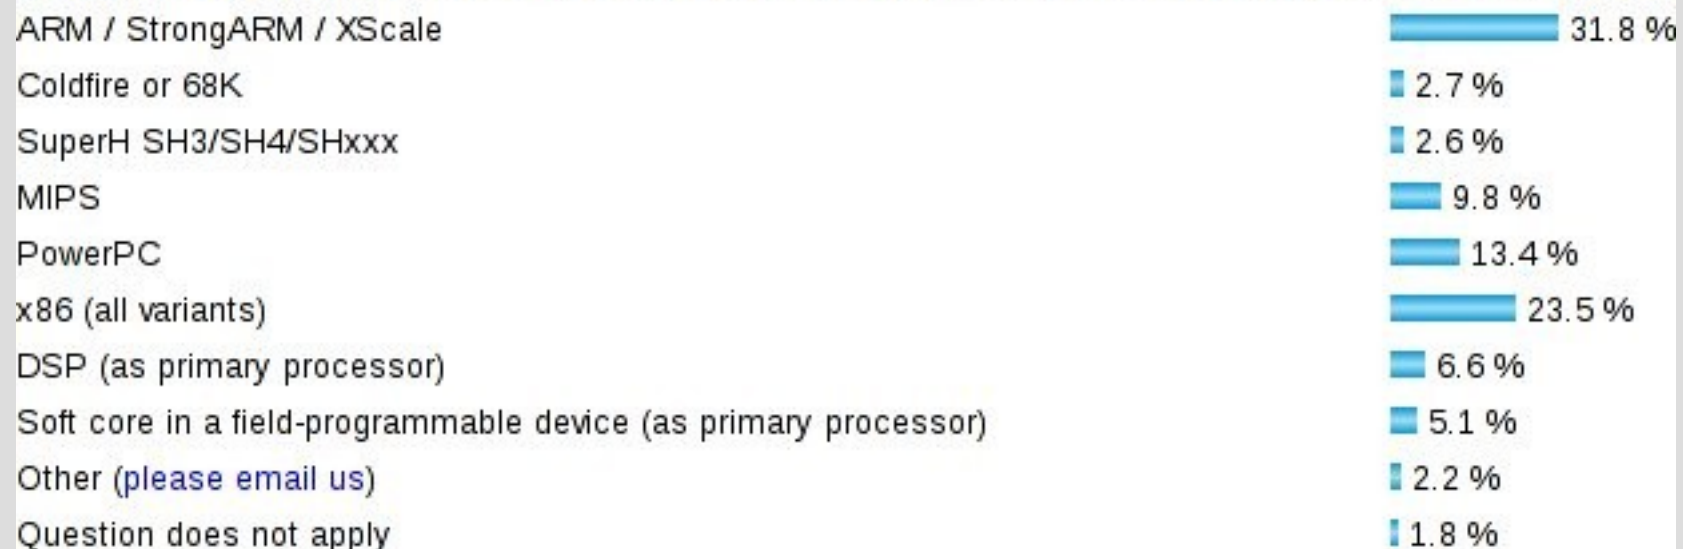 ARM / StrongARM / XScale 31.8 %
Coldfire or 68K 2.7 %
SuperH SH3/SH4/SHxxx 2.6 %
MIPS 9.8 %
PowerPC 13.4 %
x86 (all variants) 23.5 %
DSP (as primary processor) 6.6 %
Soft core in a field-programmable device (as primary processor) 5.1 %
Other (please email us) 2.2 %
Question does not apply 1.8 %